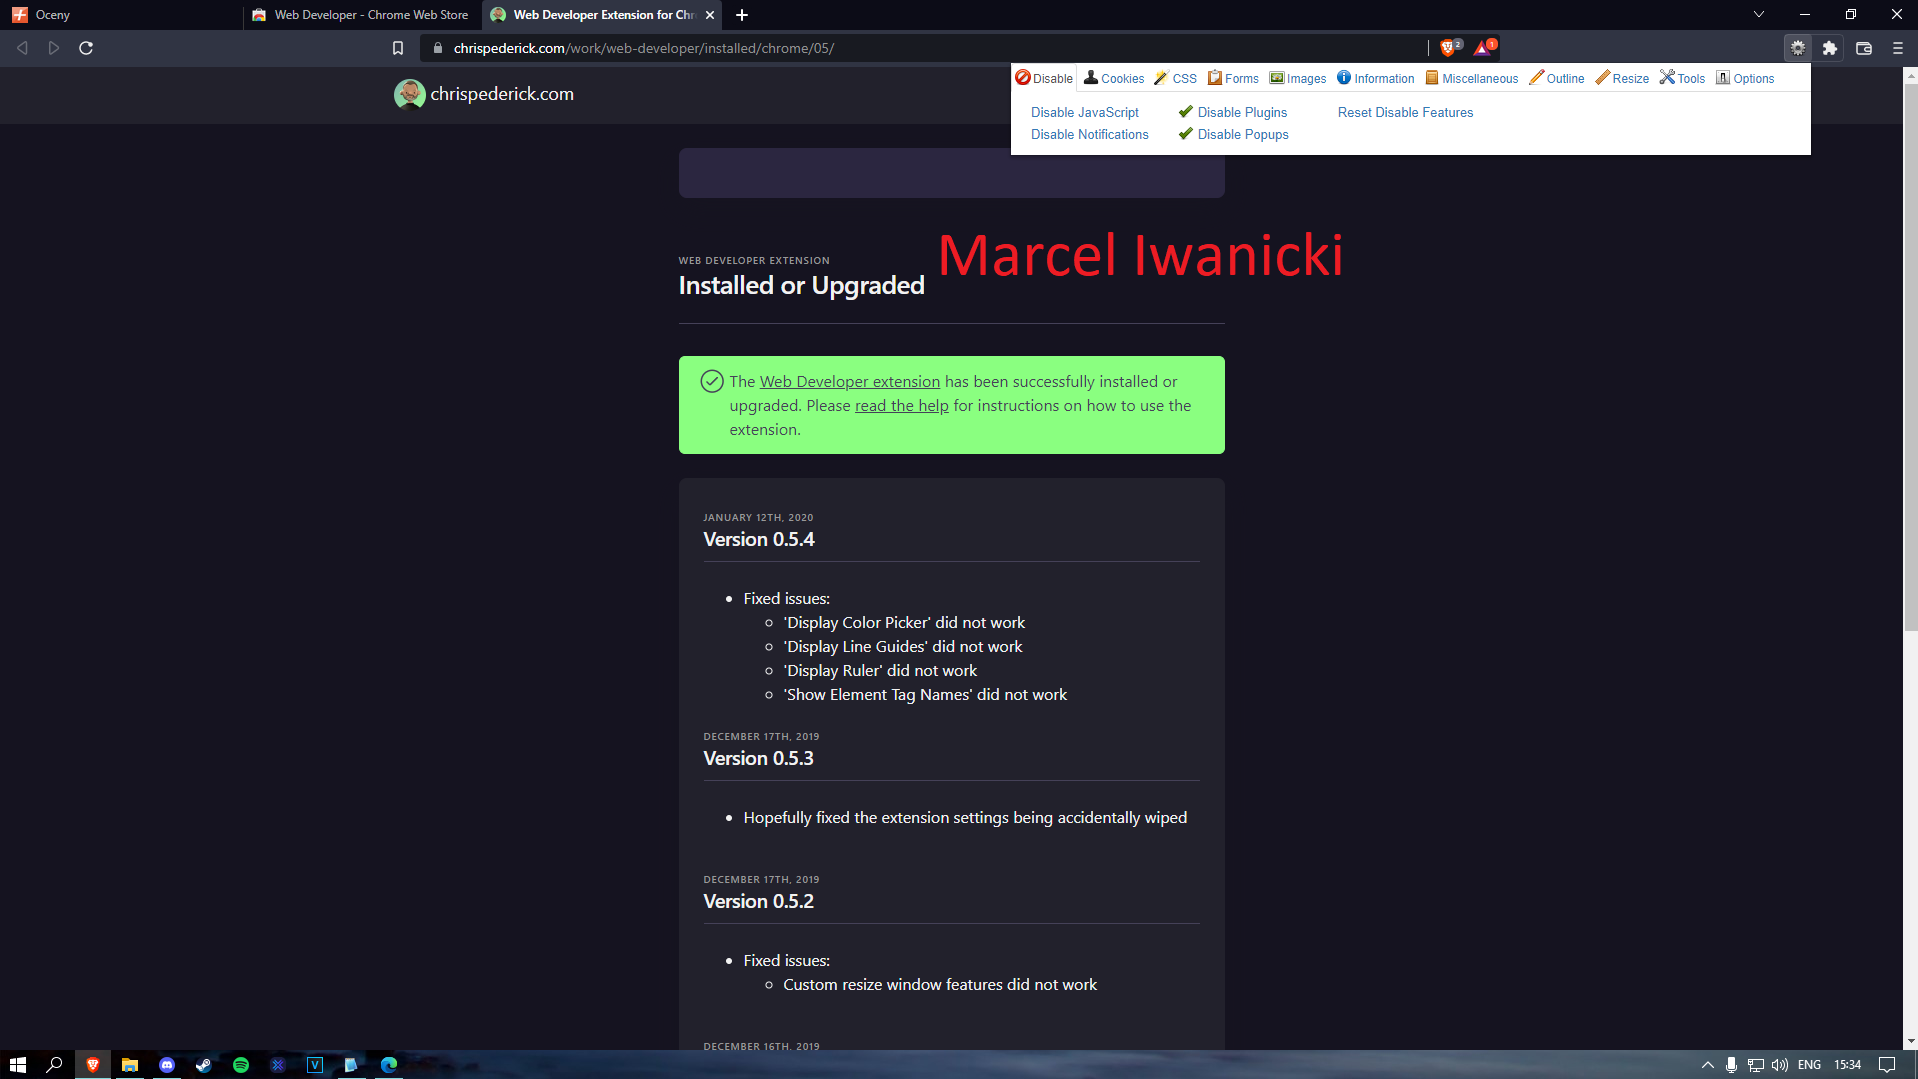 Oceny
Web Developer - Chrome Web Store
Web Developer Extension for Chr
chrispederick.com/work/web-developer/installed/chrome/05/
2
1
chrispederick.com
Disable
Cookies
CSS
Forms
Images
Information
Miscellaneous
Outline
Resize
Tools
Options
Disable JavaScript
Disable Plugins
Reset Disable Features
Disable Notifications
Disable Popups
Marcel Iwanicki
WEB DEVELOPER EXTENSION
Installed or Upgraded
The Web Developer extension has been successfully installed or
upgraded. Please read the help for instructions on how to use the
extension.
JANUARY 12TH, 2020
Version 0.5.4
Fixed issues:
'Display Color Picker' did not work
'Display Line Guides' did not work
'Display Ruler' did not work
'Show Element Tag Names' did not work
DECEMBER 17TH, 2019
Version 0.5.3
Hopefully fixed the extension settings being accidentally wiped
DECEMBER 17TH, 2019
Version 0.5.2
Fixed issues:
Custom resize window features did not work
DECEMBER 16TH, 2019
V
ENG
15:34